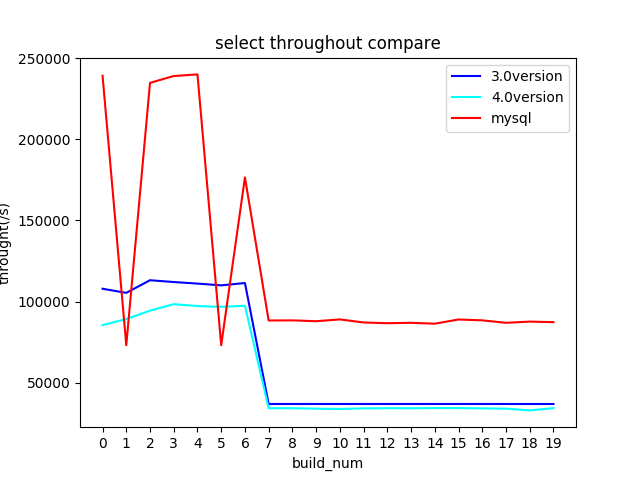 select throughout compare
3.0version
4.0version
mysql
throught(/s)
250000
200000
150000
100000
50000
0 1 2 3 4 5 6 7 8 9 10 11 12 13 14 15 16 17 18 19
build_num